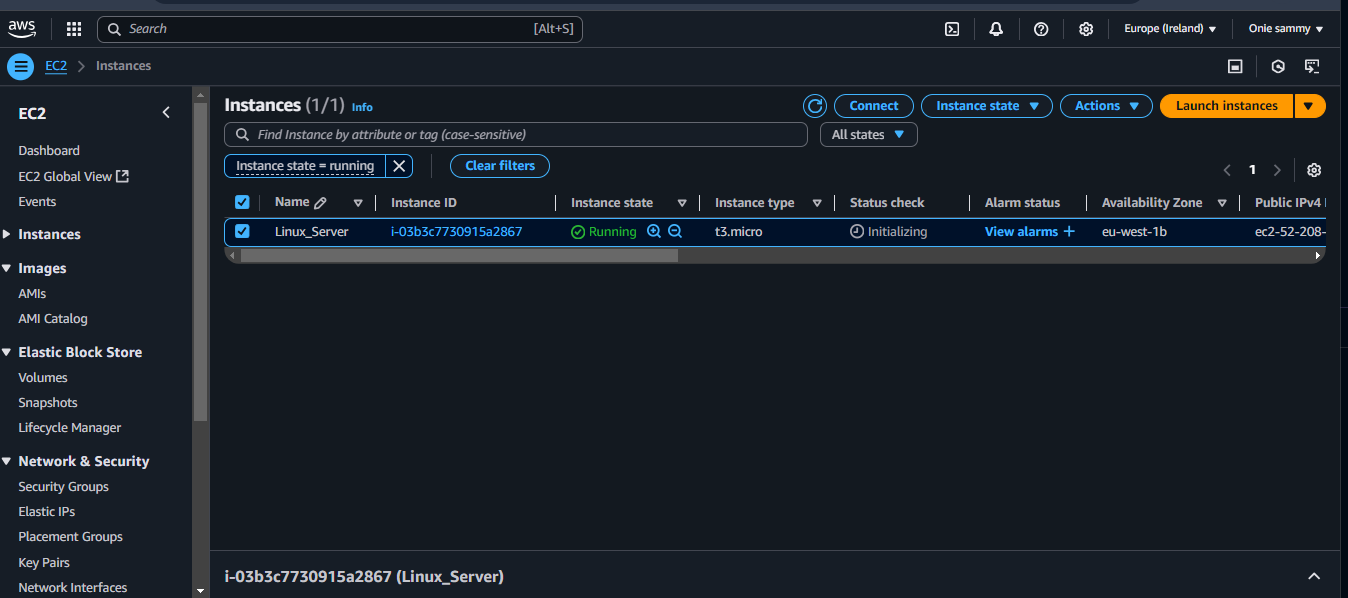 aws
Search [Alt+S] Europe (Ireland) Onie sammy
EC2 Instances
EC2
Dashboard
EC2 Global View
Events
Instances
Images
AMIs
AMI Catalog
Elastic Block Store
Volumes
Snapshots
Lifecycle Manager
Network & Security
Security Groups
Elastic IPs
Placement Groups
Key Pairs
Network Interfaces
Instances (1/1) Info
Connect Instance state Actions Launch instances
Find Instance by attribute or tag (case-sensitive) All states
Instance state = running Clear filters 1
Name Instance ID Instance state Instance type Status check Alarm status Availability Zone Public IPv4
Linux_Server i-03b3c7730915a2867 Running t3.micro Initializing View alarms + eu-west-1b ec2-52-208-
i-03b3c7730915a2867 (Linux_Server)